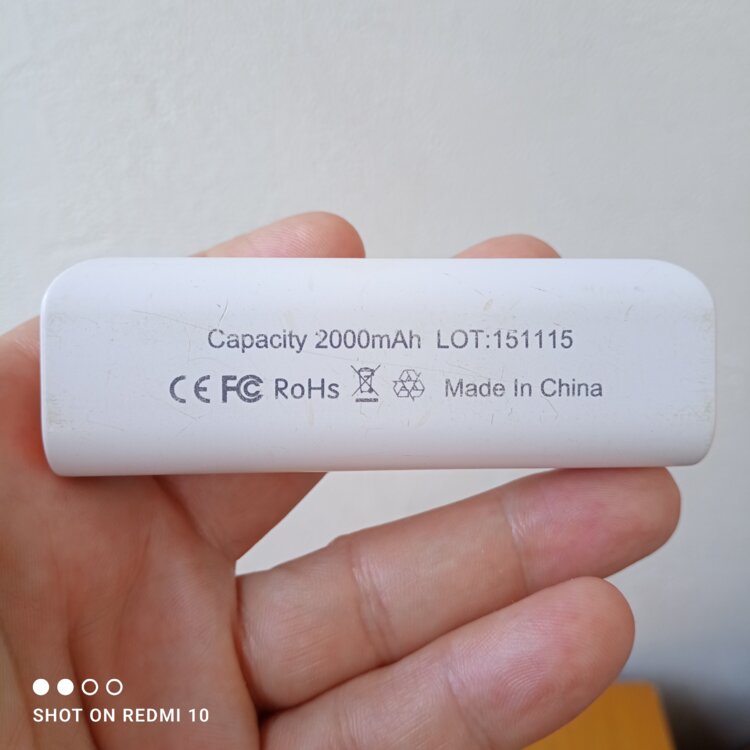 Capacity 2000mAh LOT:151115
CE FC RoHs Made In China
SHOT ON REDMI 10